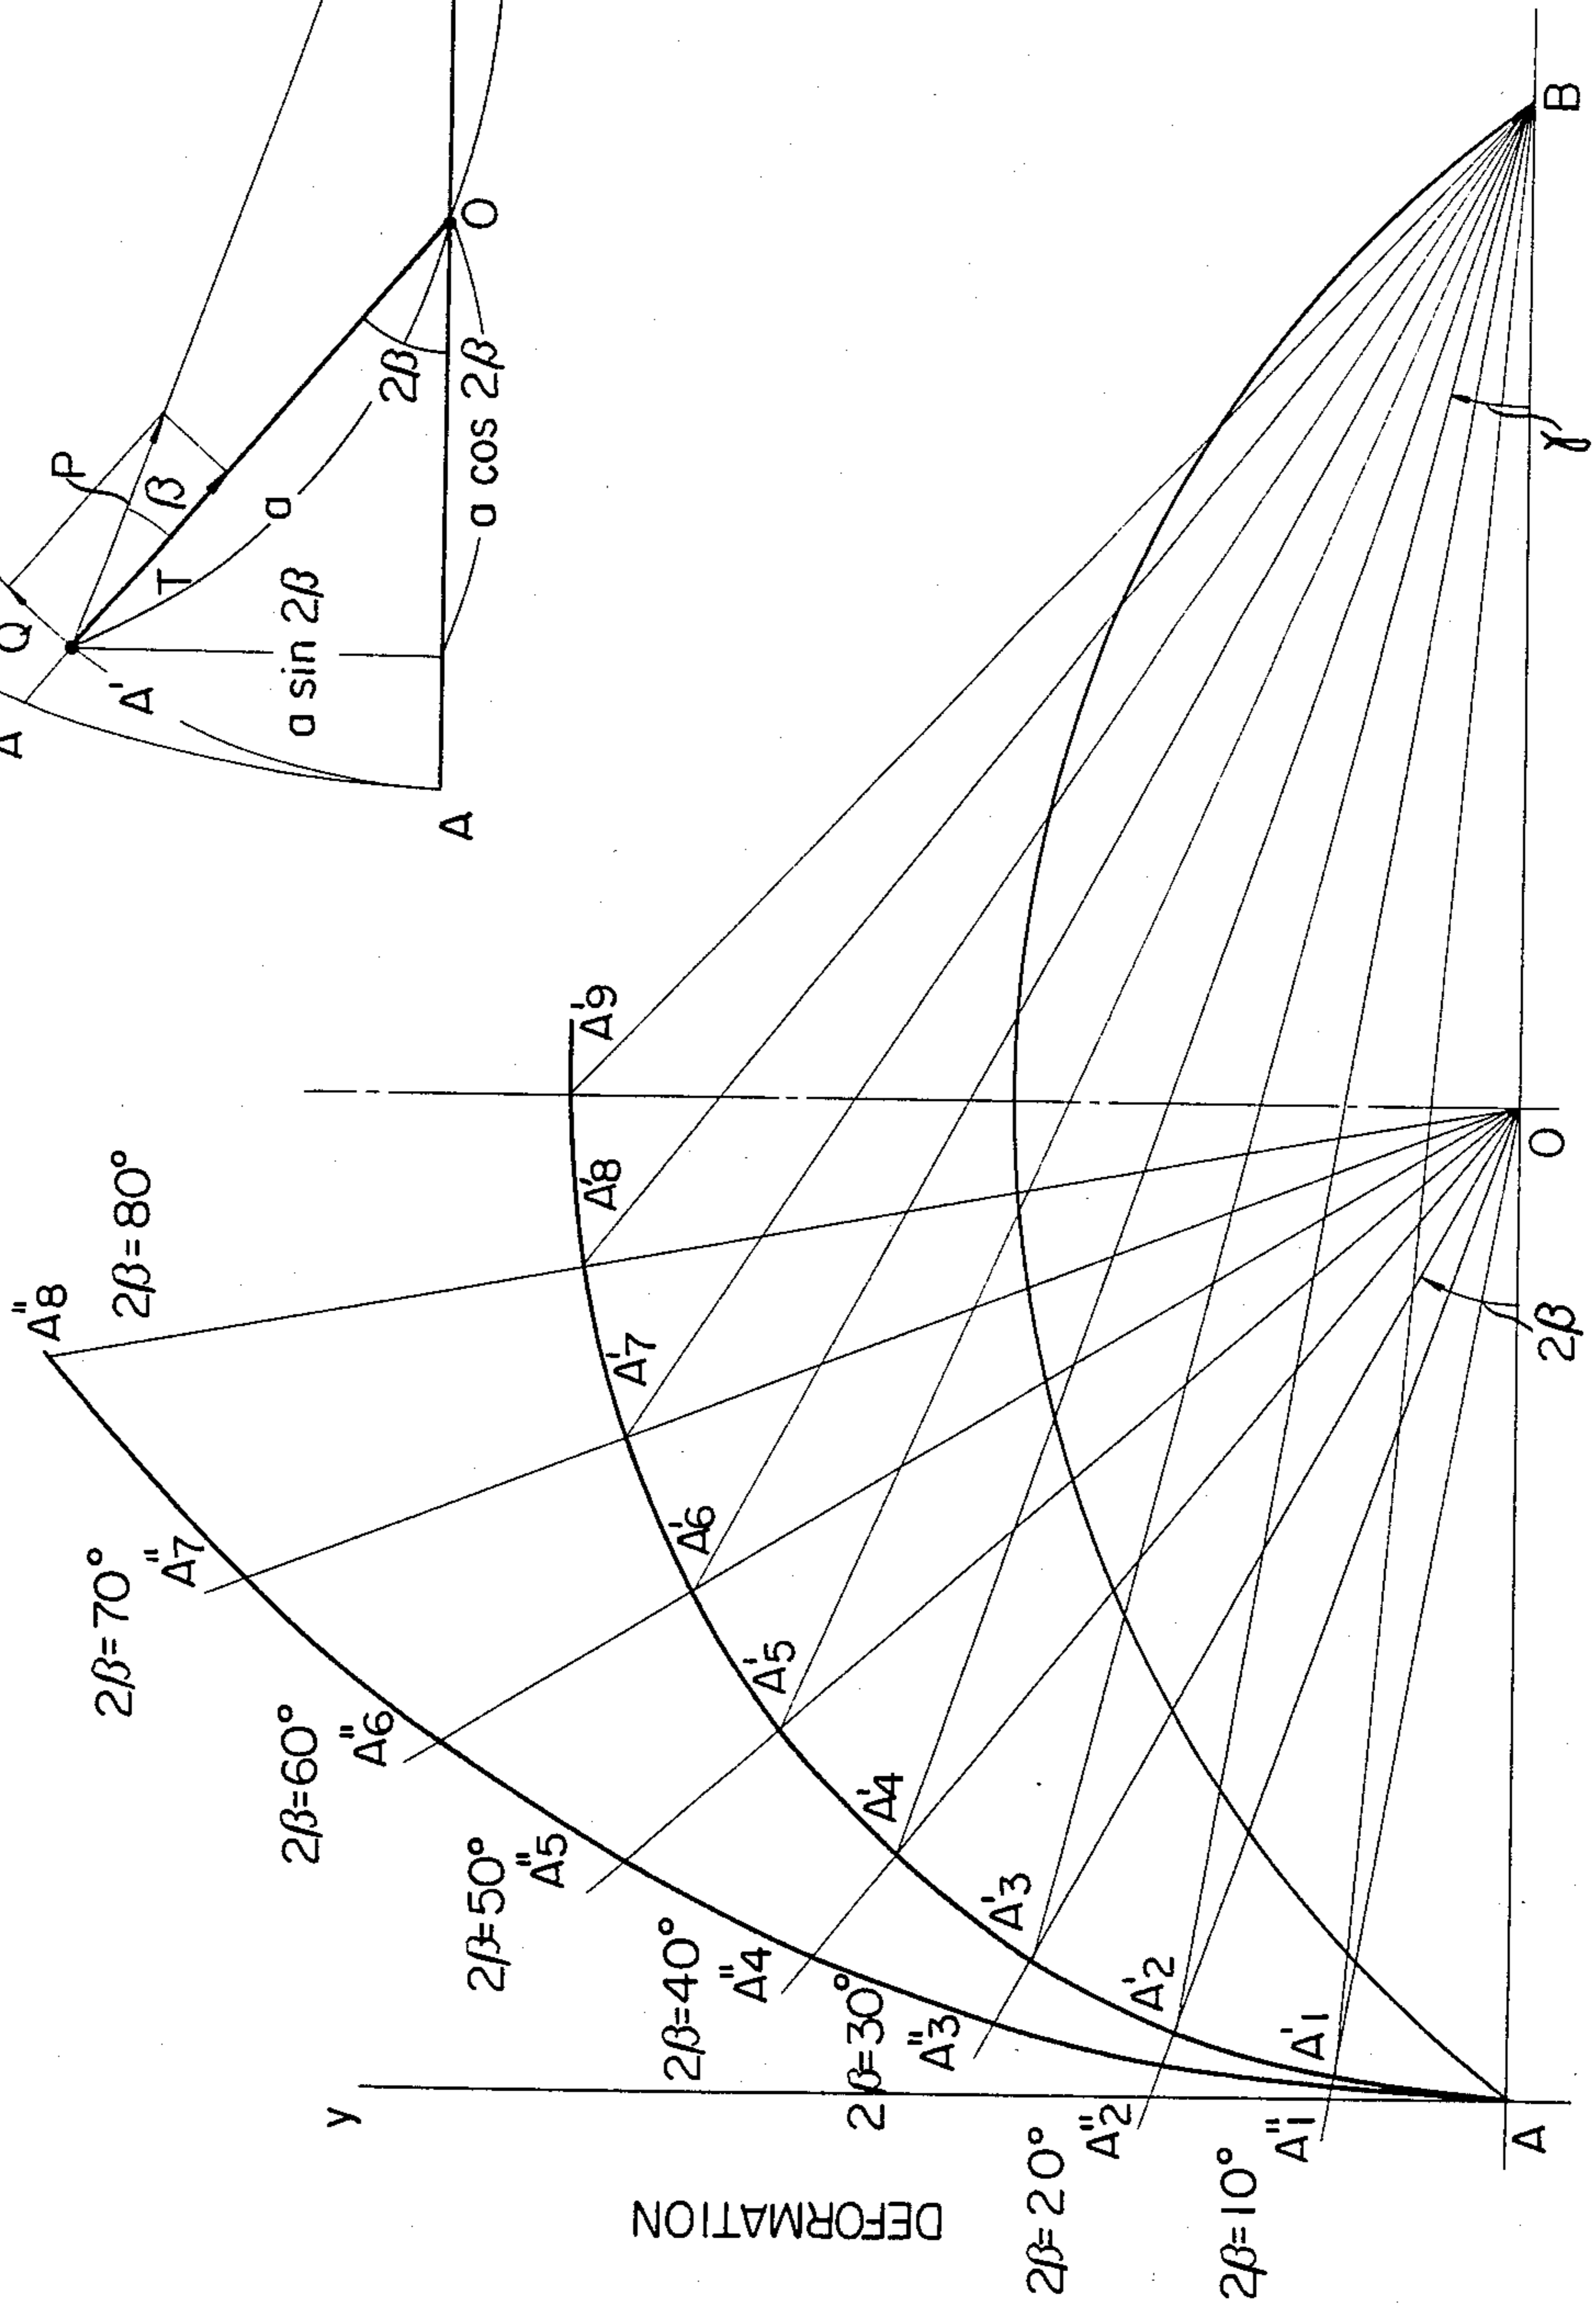 A
Q
A'
P
β
T
a
2β
a sin 2β
a cos 2β
O
A
A"8
2β=80°
2β=70°
A"7
2β=60°
A"6
2β=50°
A"5
2β=40°
A"4
2β=30°
A"3
2β=20°
A"2
2β=10°
A"1
A'9
A'8
A'7
A'6
A'5
A'4
A'3
A'2
A'1
y
DEFORMATION
A
2β
O
γ
B